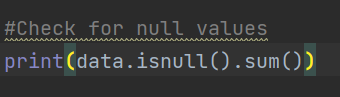 #Check for null values
print(data.isnull().sum())